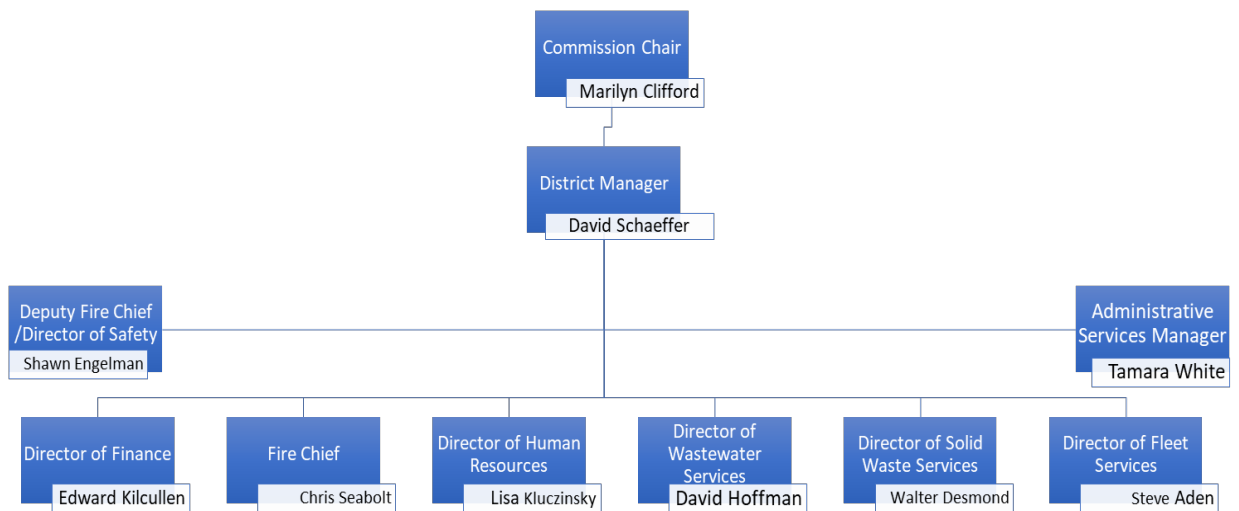 Commission Chair
Marilyn Clifford
District Manager
David Schaeffer
Deputy Fire Chief
/Director of Safety
Shawn Engelman
Administrative
Services Manager
Tamara White
Director of Finance
Edward Kilcullen
Fire Chief
Chris Seabolt
Director of Human
Resources
Lisa Kluczinsky
Director of
Wastewater
Services
David Hoffman
Director of Solid
Waste Services
Walter Desmond
Director of Fleet
Services
Steve Aden